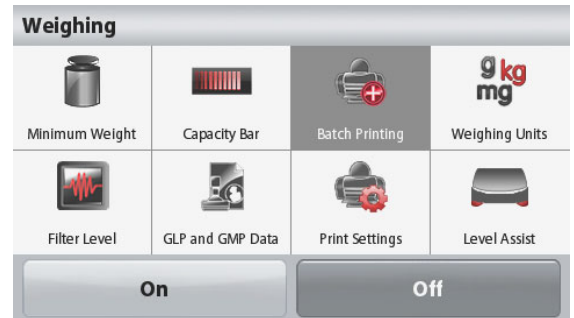 Weighing
g kg
mg
Minimum Weight Capacity Bar Batch Printing Weighing Units
Filter Level GLP and GMP Data Print Settings Level Assist
On Off